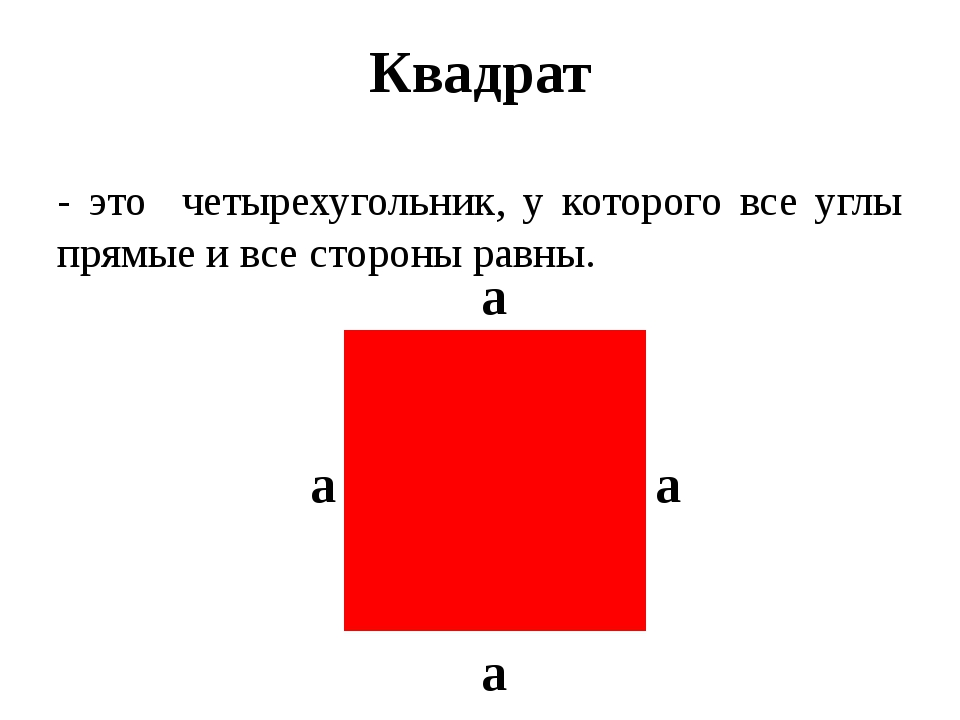 Квадрат
- это четырехугольник, у которого все углы
прямые и все стороны равны.
а
а а
а